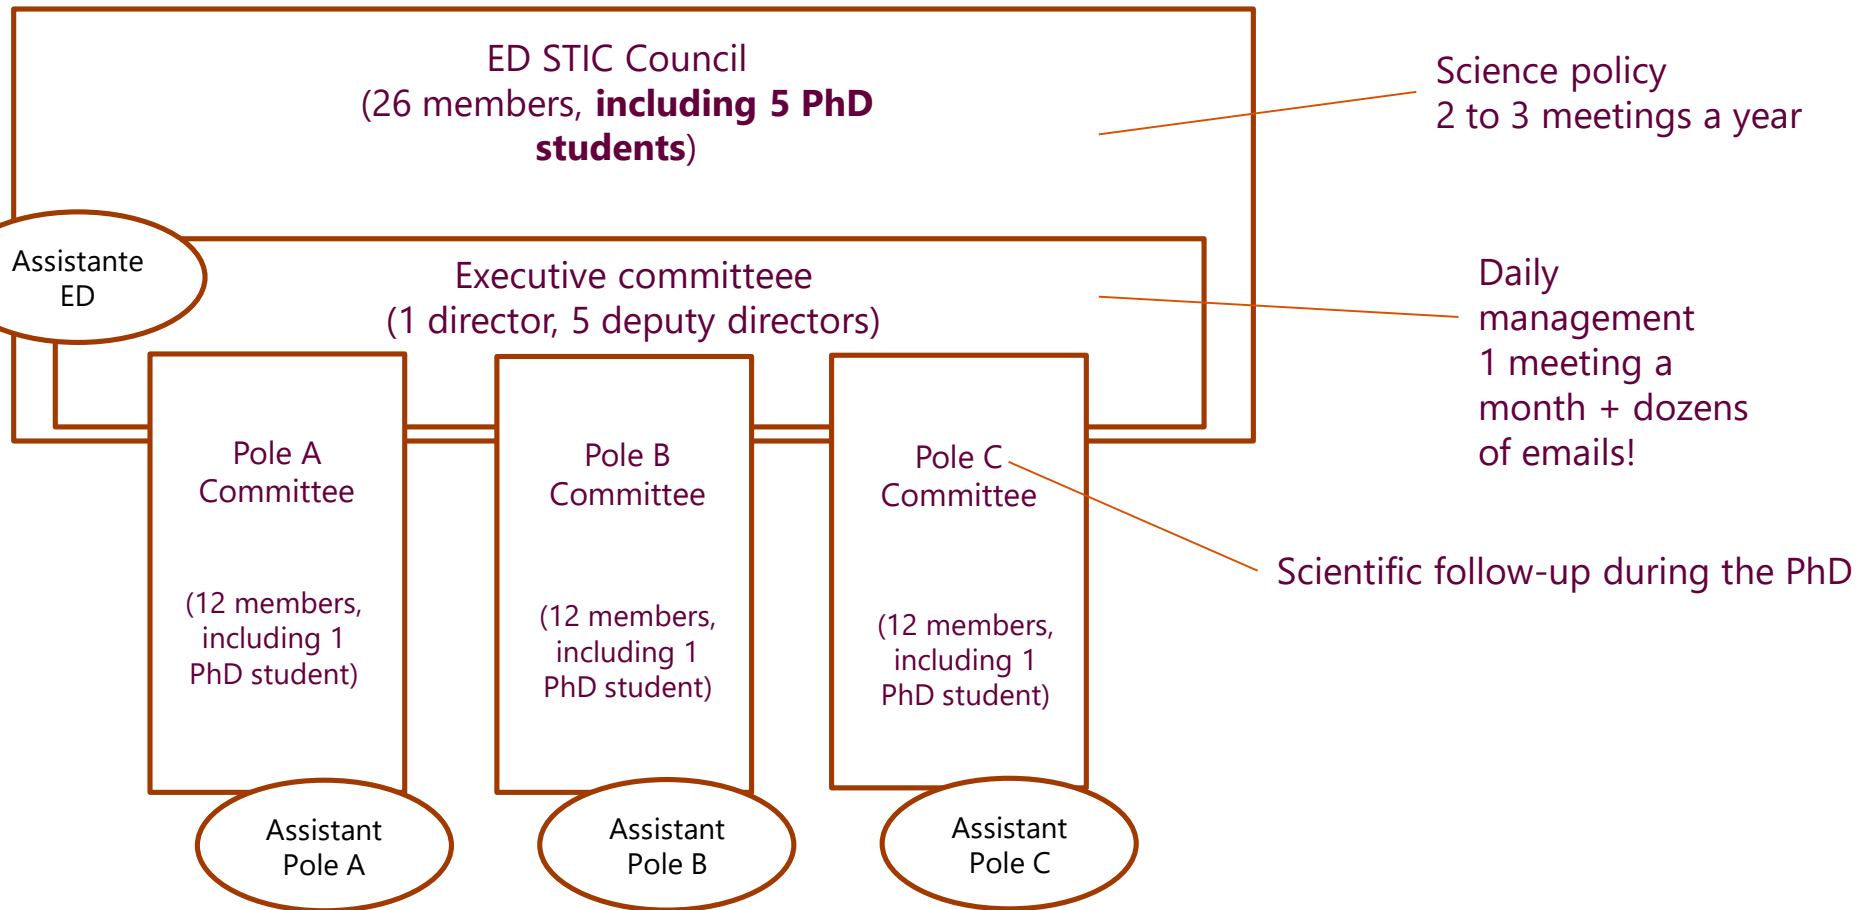 ED STIC Council
(26 members, including 5 PhD
students)
Science policy
2 to 3 meetings a year
Assistante
ED
Executive committeee
(1 director, 5 deputy directors)
Daily
management
1 meeting a
month + dozens
of emails!
Pole A
Committee
(12 members,
including 1
PhD student)
Pole B
Committee
(12 members,
including 1
PhD student)
Pole C
Committee
(12 members,
including 1
PhD student)
Scientific follow-up during the PhD
Assistant
Pole A
Assistant
Pole B
Assistant
Pole C